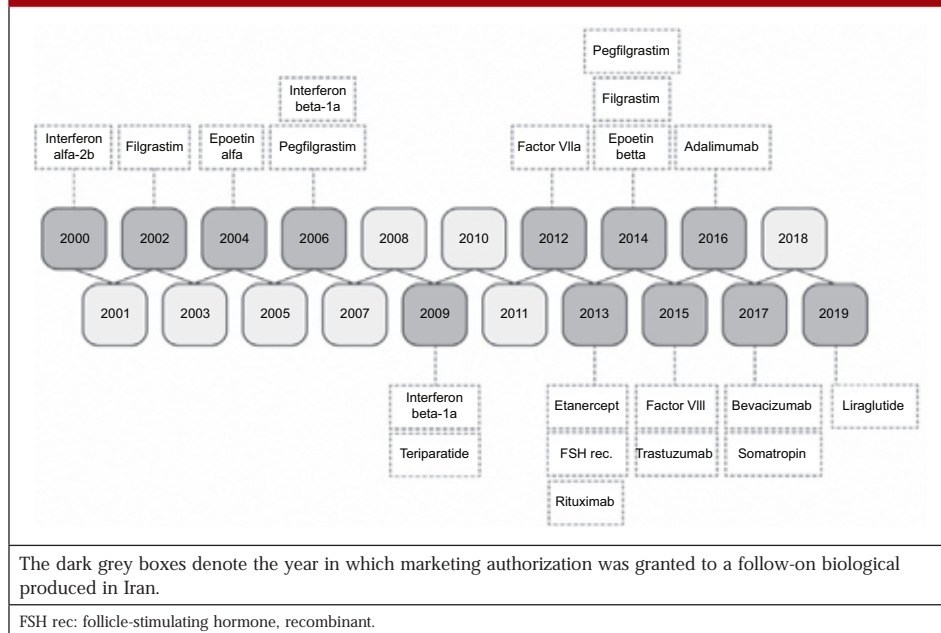 Pegfilgrastim
Interferon
beta-1a
Filgrastim
Interferon
alfa-2b
Filgrastim
Epoetin
alfa
Pegfilgrastim
Factor VIIa
Epoetin
betta
Adalimumab
2000
2002
2004
2006
2008
2010
2012
2014
2016
2018
2001
2003
2005
2007
2009
2011
2013
2015
2017
2019
Interferon
beta-1a
Etanercept
Factor VIII
Bevacizumab
Liraglutide
Teriparatide
FSH rec.
Trastuzumab
Somatropin
Rituximab
The dark grey boxes denote the year in which marketing authorization was granted to a follow-on biological
produced in Iran.
FSH rec: follicle-stimulating hormone, recombinant.